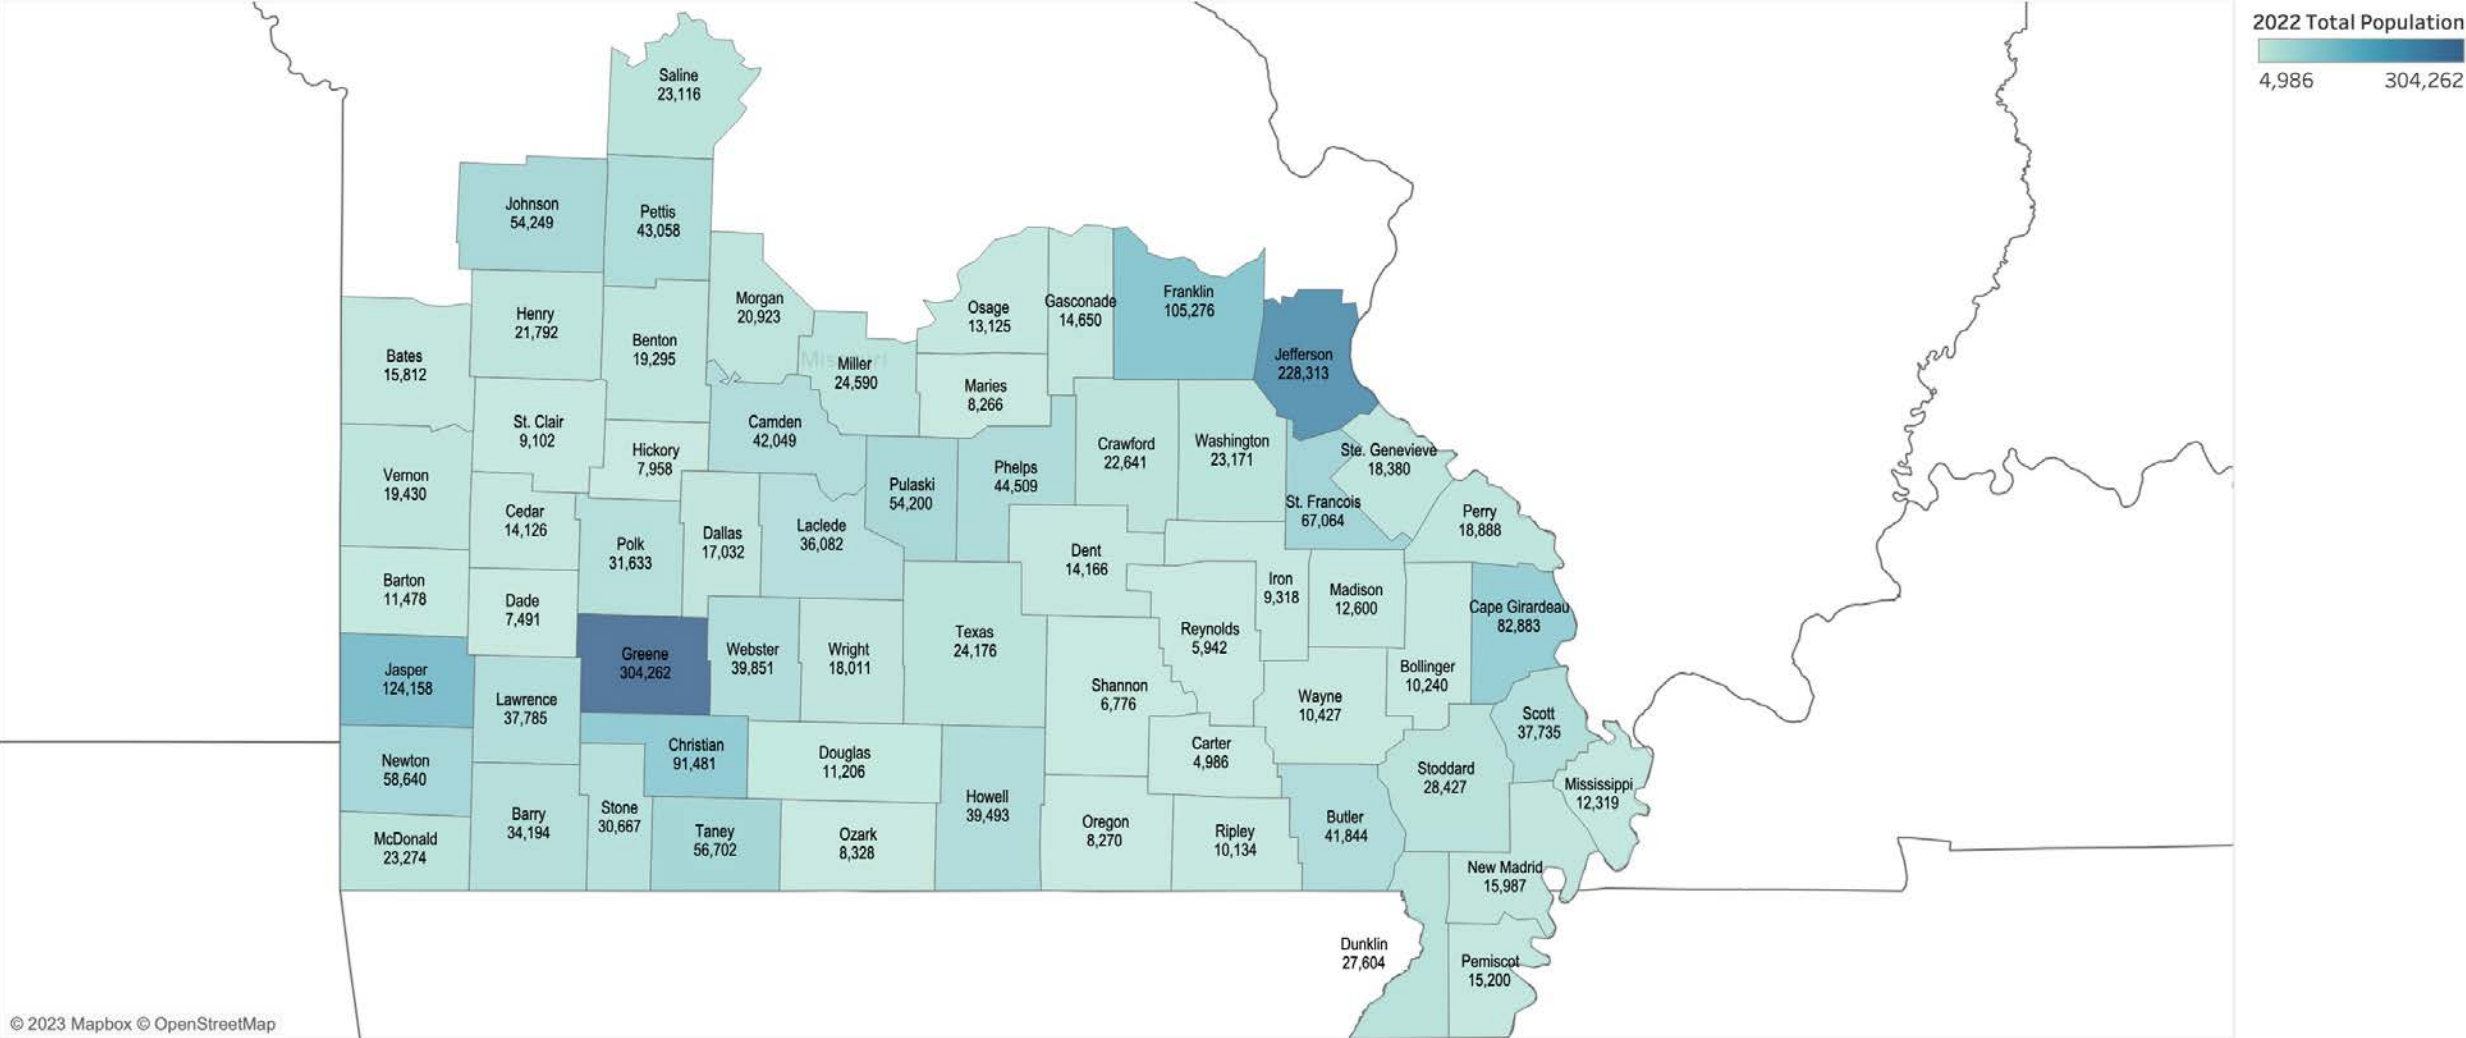 2022 Total Population
4,986 304,262
Saline
23,116
Johnson
54,249
Pettis
43,058
Morgan
20,923
Osage
13,125
Gasconade
14,650
Franklin
105,276
Henry
21,792
Benton
19,295
Bates
15,812
Missouri
Miller
24,590
Jefferson
228,313
Maries
8,266
St. Clair
9,102
Camden
42,049
Hickory
7,958
Crawford
22,641
Washington
23,171
Ste. Genevieve
18,380
Vernon
19,430
Pulaski
54,200
Phelps
44,509
St. Francois
67,064
Cedar
14,126
Polk
31,633
Dallas
17,032
Laclede
36,082
Perry
18,888
Dent
14,166
Barton
11,478
Dade
7,491
Iron
9,318
Madison
12,600
Cape Girardeau
82,883
Reynolds
5,942
Texas
24,176
Jasper
124,158
Greene
304,262
Webster
39,851
Wright
18,011
Bollinger
10,240
Lawrence
37,785
Shannon
6,776
Wayne
10,427
Scott
37,735
Newton
58,640
Christian
91,481
Douglas
11,206
Carter
4,986
Stoddard
28,427
Mississippi
12,319
Barry
34,194
Stone
30,667
Howell
39,493
Butler
41,844
McDonald
23,274
Taney
56,702
Ozark
8,328
Oregon
8,270
Ripley
10,134
New Madrid
15,987
Dunklin
27,604
Pemiscot
15,200
© 2023 Mapbox © OpenStreetMap